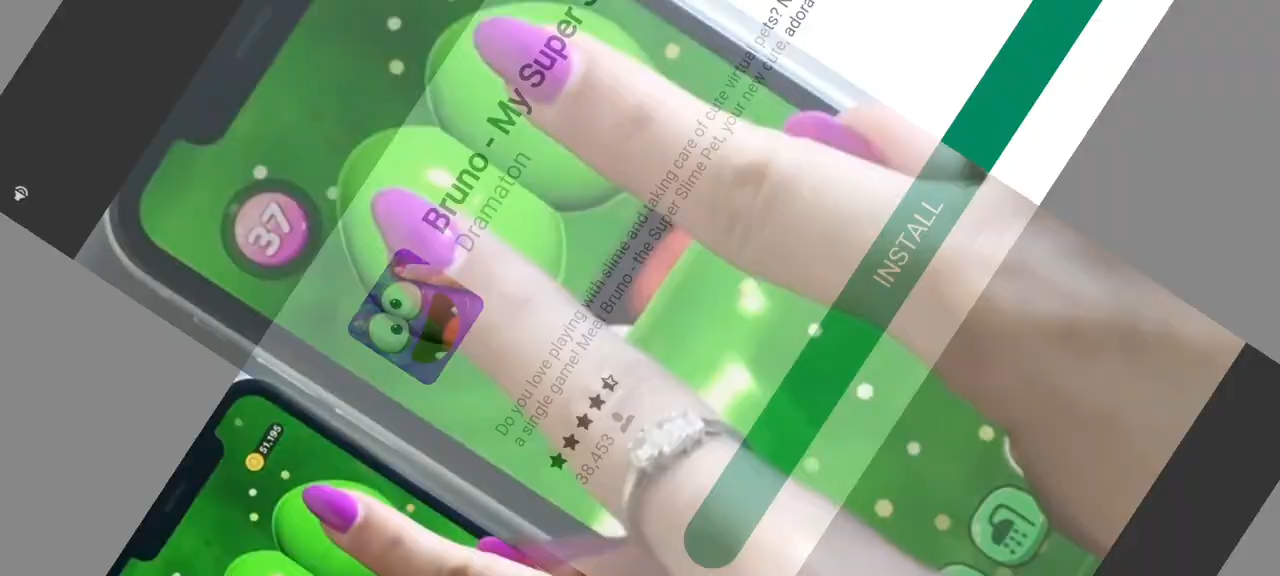 Bruno - My Super
Dramaton
Do you love playing with slime and taking care of cute virtual pets?
a single game! Meet Bruno - the Super Slime Pet, your new cute,
38,453
INSTALL
37
51,195